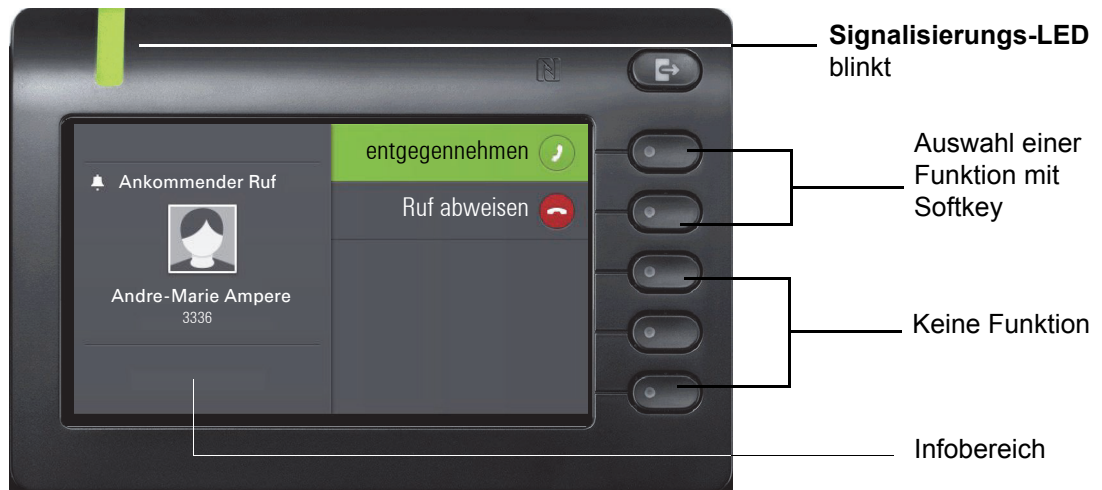 Signalisierungs-LED
blinkt
entgegennehmen
Ruf abweisen
Ankommender Ruf
Andre-Marie Ampere
3336
Auswahl einer
Funktion mit
Softkey
Keine Funktion
Infobereich